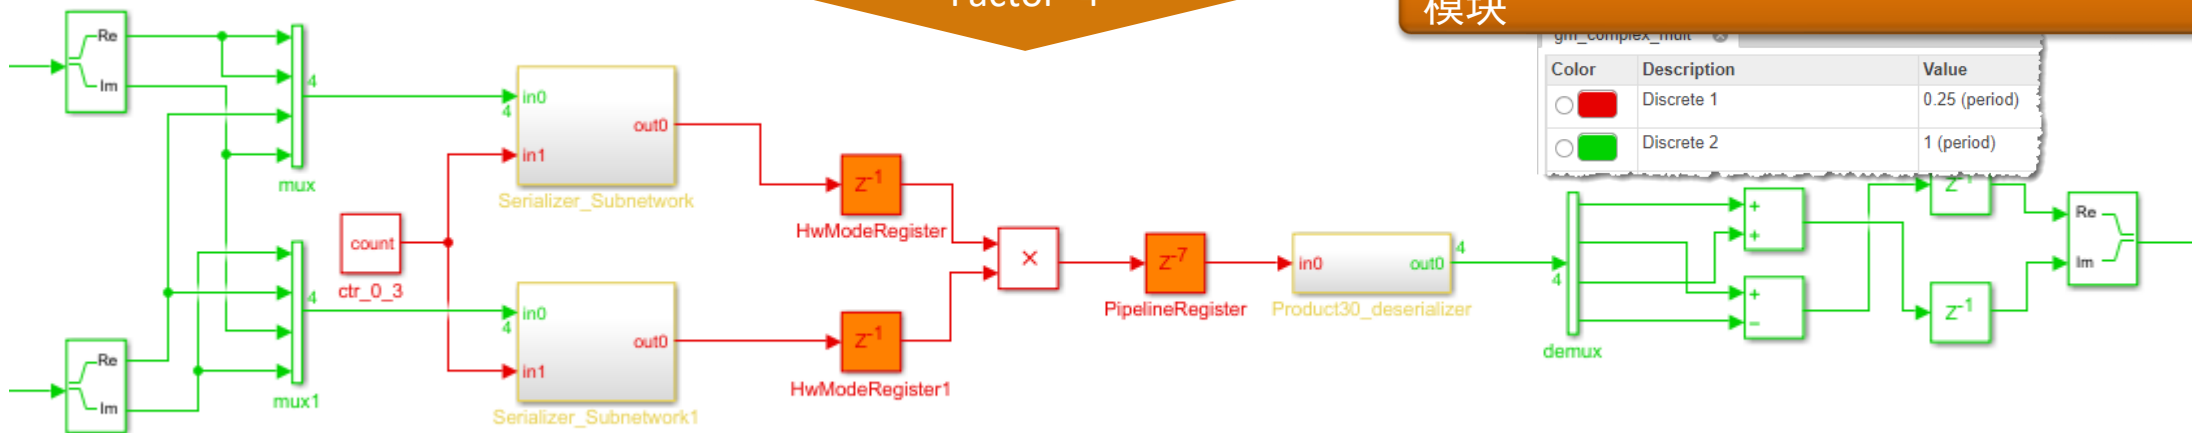 模块
gm_complex_mult
Color Description Value
Discrete 1 0.25 (period)
Discrete 2 1 (period)
Re
Im
4
mux
in0
4
in1
out0
Serializer_Subnetwork
count
ctr_0_3
Re
Im
4
mux1
in0
4
in1
out0
Serializer_Subnetwork1
Z-1
HwModeRegister
Z-1
HwModeRegister1
×
Z-7
PipelineRegister
in0
out0
4
Product30_deserializer
4
demux
+
+
+
−
Z-1
Z-1
Re
Im